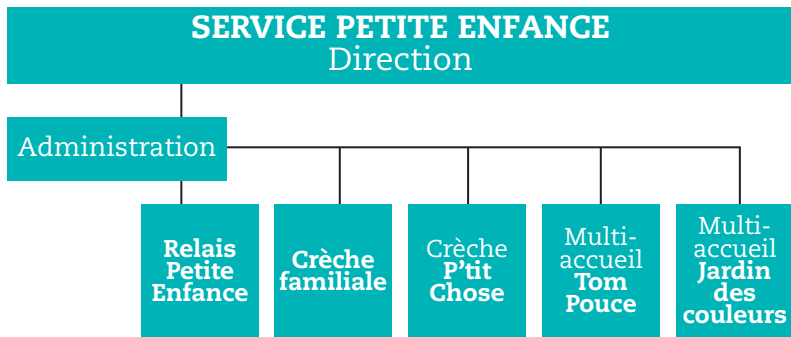 SERVICE PETITE ENFANCE
Direction
Administration
Relais
Petite
Enfance
Crèche
familiale
Crèche
P'tit
Chose
Multi-
accueil
Tom
Pouce
Multi-
accueil
Jardin
des
couleurs